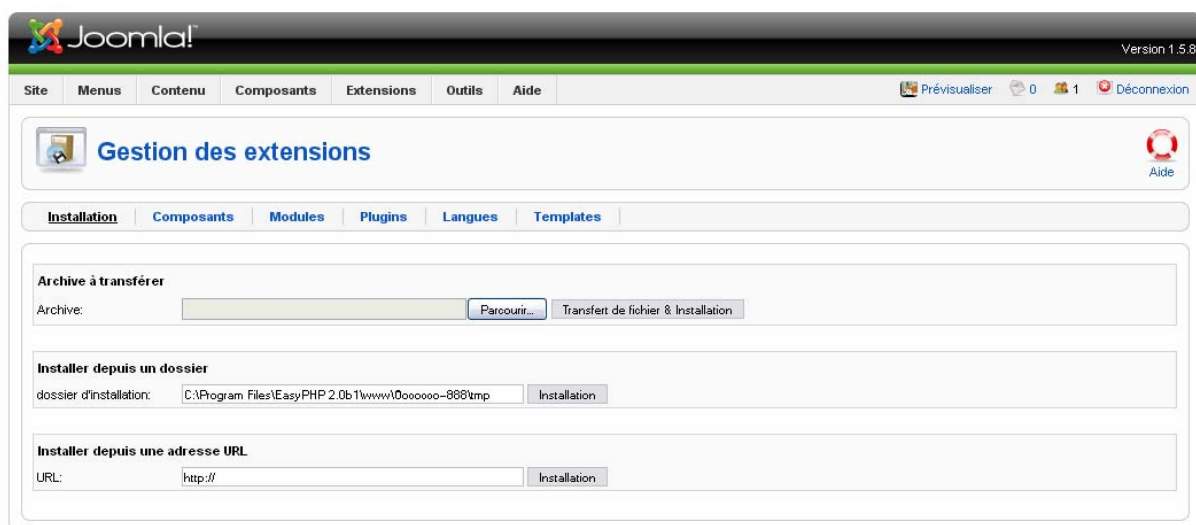 Joomla!
Version 1.5.8
Site Menus Contenu Composants Extensions Outils Aide Prévisualiser 0 1 Déconnexion
Gestion des extensions
Aide
Installation Composants Modules Plugins Langues Templates
Archive à transférer
Archive: Parcourir... Transfert de fichier & Installation
Installer depuis un dossier
dossier d'installation: C:\Program Files\EasyPHP 2.0b1\www\0oooooo-888\tmp Installation
Installer depuis une adresse URL
URL: http:// Installation